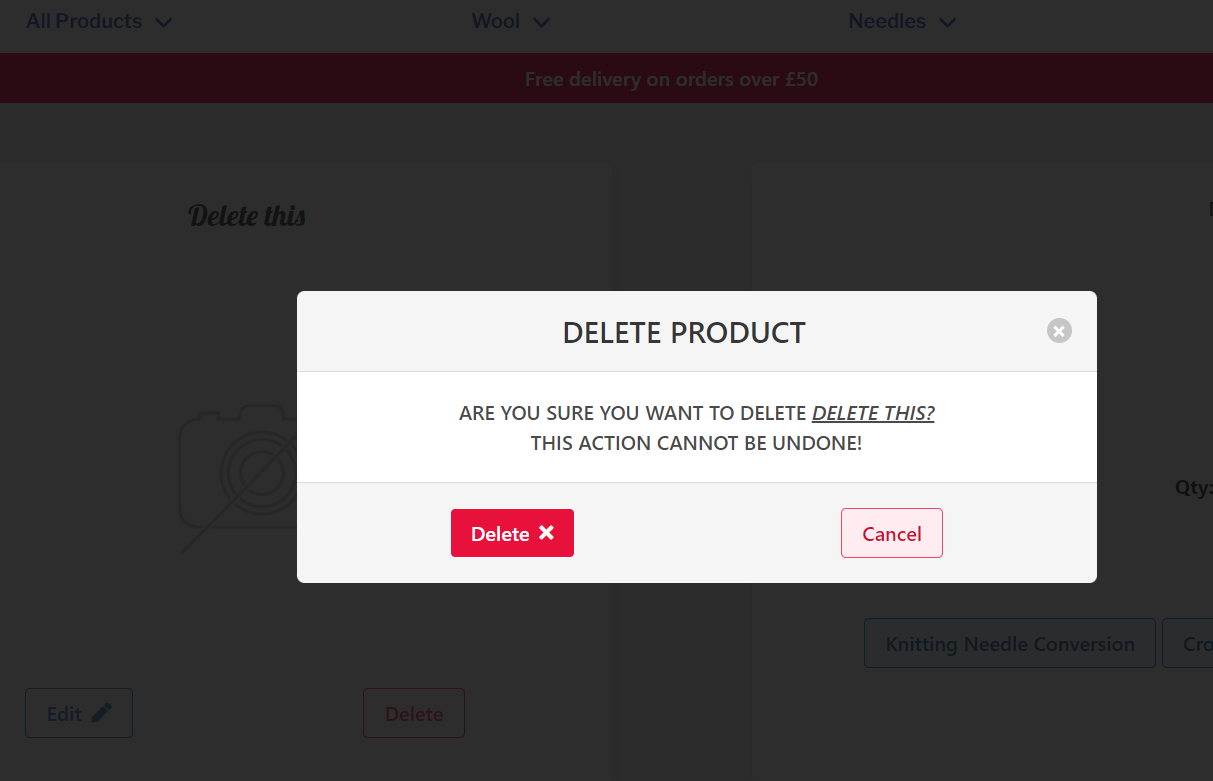 All Products
Wool
Needles
Free delivery on orders over £50
Delete this
DELETE PRODUCT
ARE YOU SURE YOU WANT TO DELETE DELETE THIS?
THIS ACTION CANNOT BE UNDONE!
Qty:
Delete
Cancel
Knitting Needle Conversion
Edit
Delete